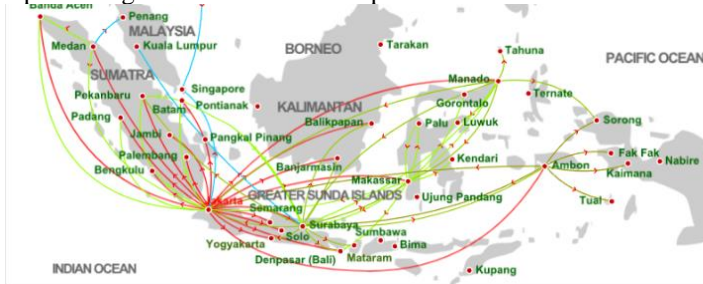 Banda Aceh
Penang
MALAYSIA
Medan
Kuala Lumpur
BORNEO
Tarakan
Tahuna
PACIFIC OCEAN
SUMATRA
Manado
Pekanbaru
Singapore
Ternate
Batam
Pontianak
Gorontalo
Padang
KALIMANTAN
Balikpapan
Palu
Luwuk
Sorong
Jambi
Pangkal Pinang
Palembang
Fak Fak
Bengkulu
Banjarmasin
Kendari
Ambon
Nabire
Kaimana
Makassar
GREATER SUNDA ISLANDS
Ujung Pandang
Tual
Jakarta
Semarang
Surabaya
Solo
Sumbawa
Yogyakarta
Bima
Denpasar (Bali)
Mataram
INDIAN OCEAN
Kupang